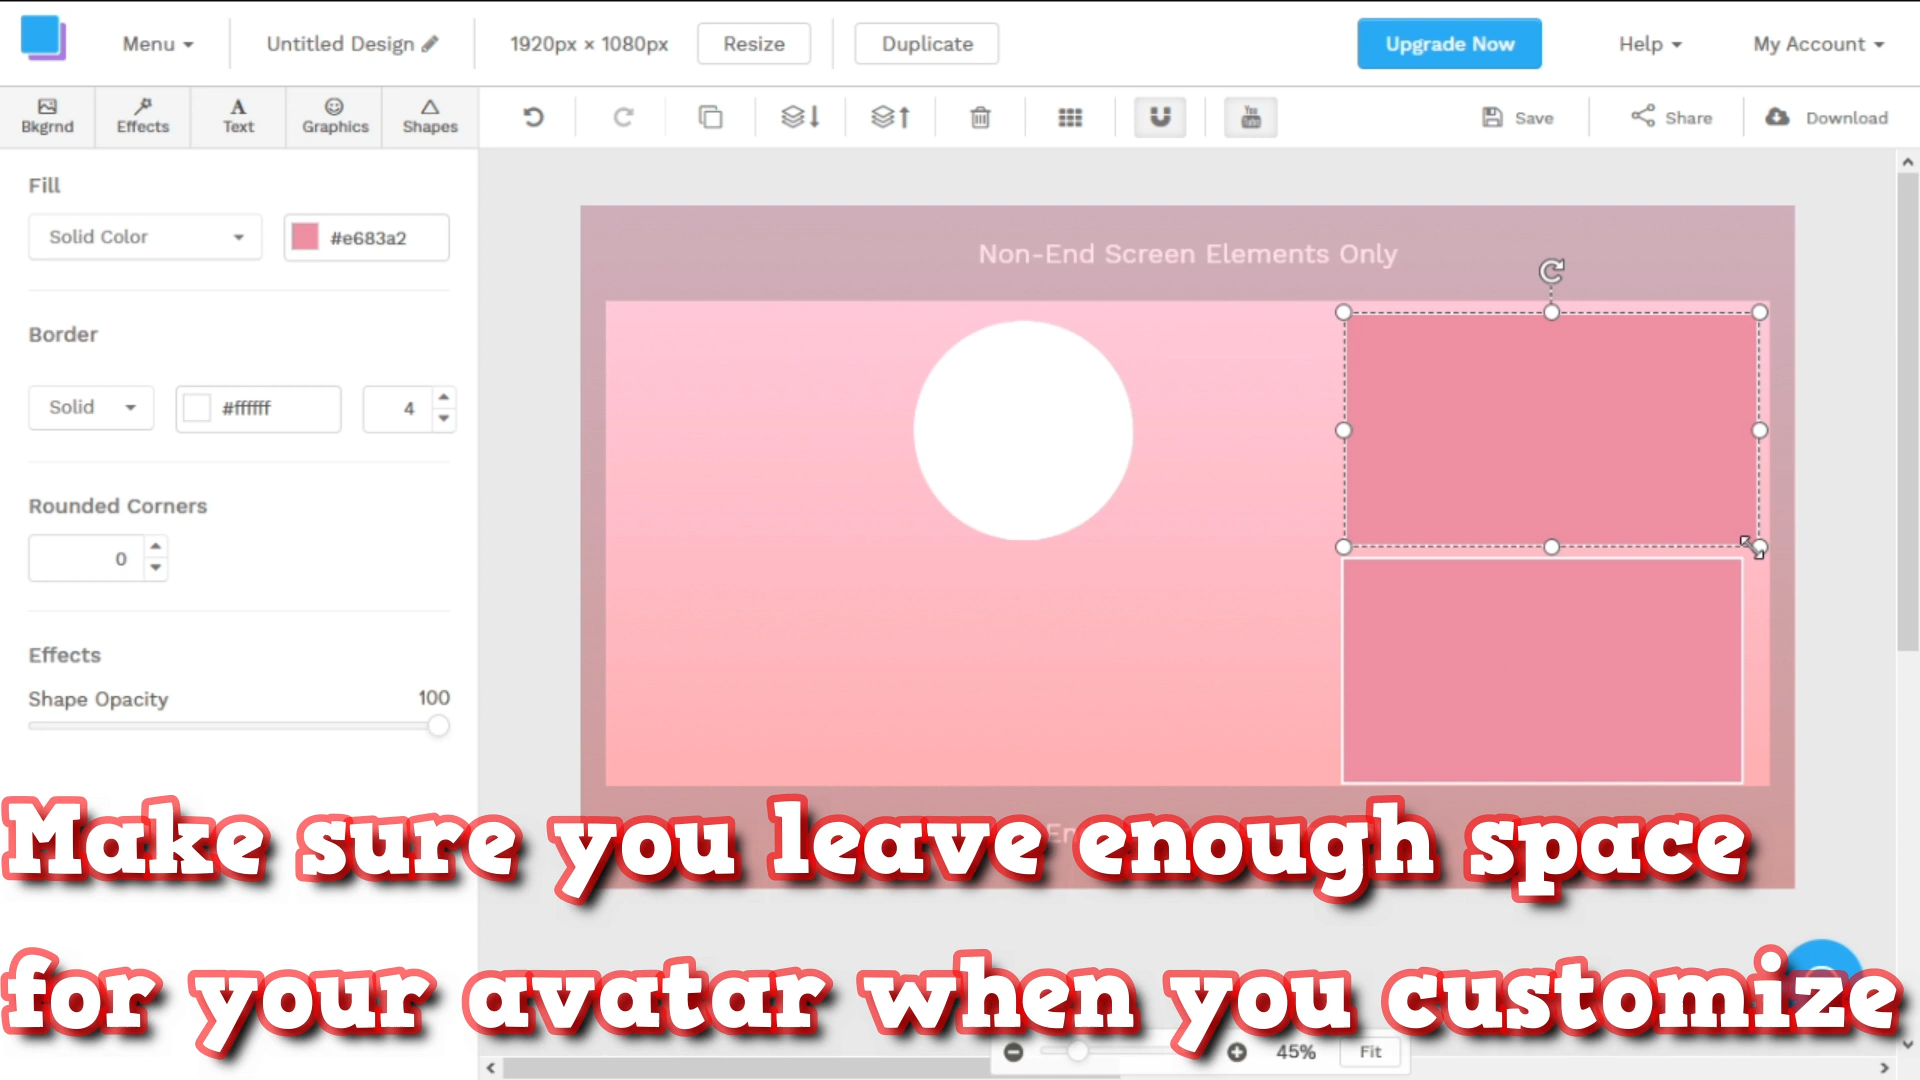 Menu
Untitled Design
1920px × 1080px
Resize
Duplicate
Upgrade Now
Help
My Account
Bkgrnd
Effects
Text
Graphics
Shapes
You
Save
Share
Download
Fill
Solid Color
#e683a2
Non-End Screen Elements Only
Border
Solid
#ffffff
4
Rounded Corners
0
Effects
Shape Opacity
100
Make sure you leave enough space
for your avatar when you customize
45%
Fit